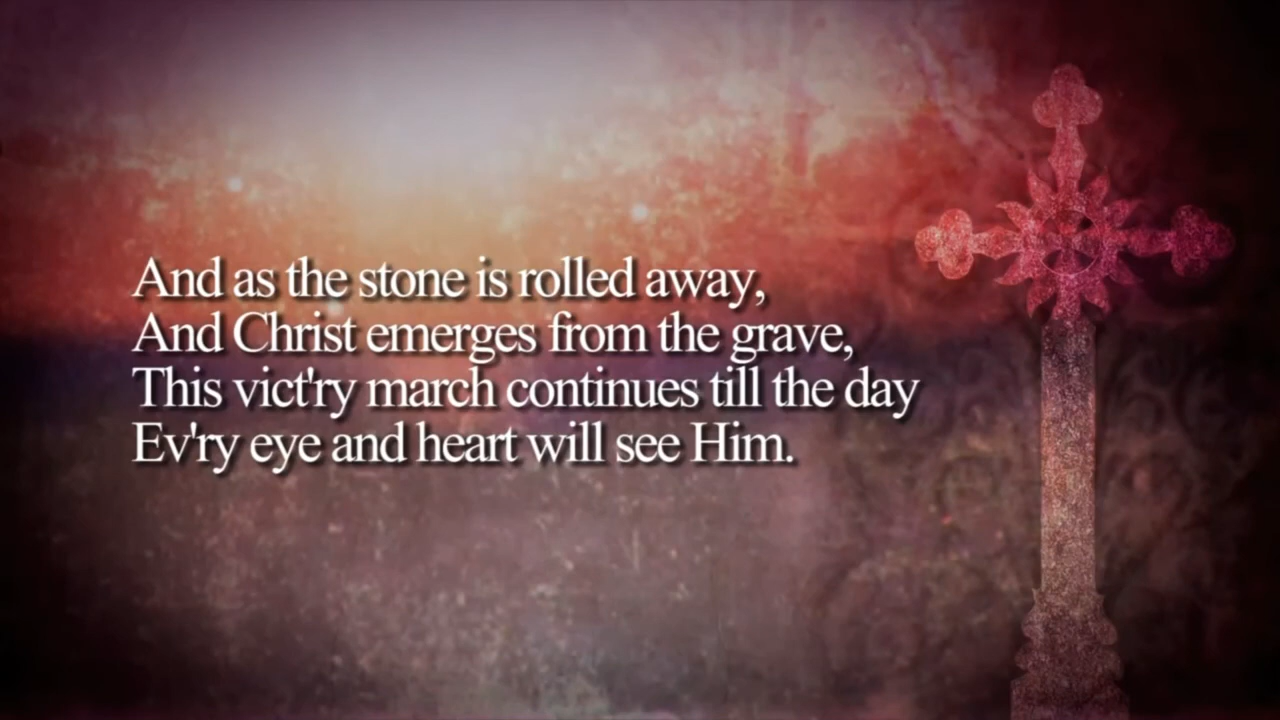 And as the stone is rolled away,
And Christ emerges from the grave,
This vict'ry march continues till the day
Ev'ry eye and heart will see Him.